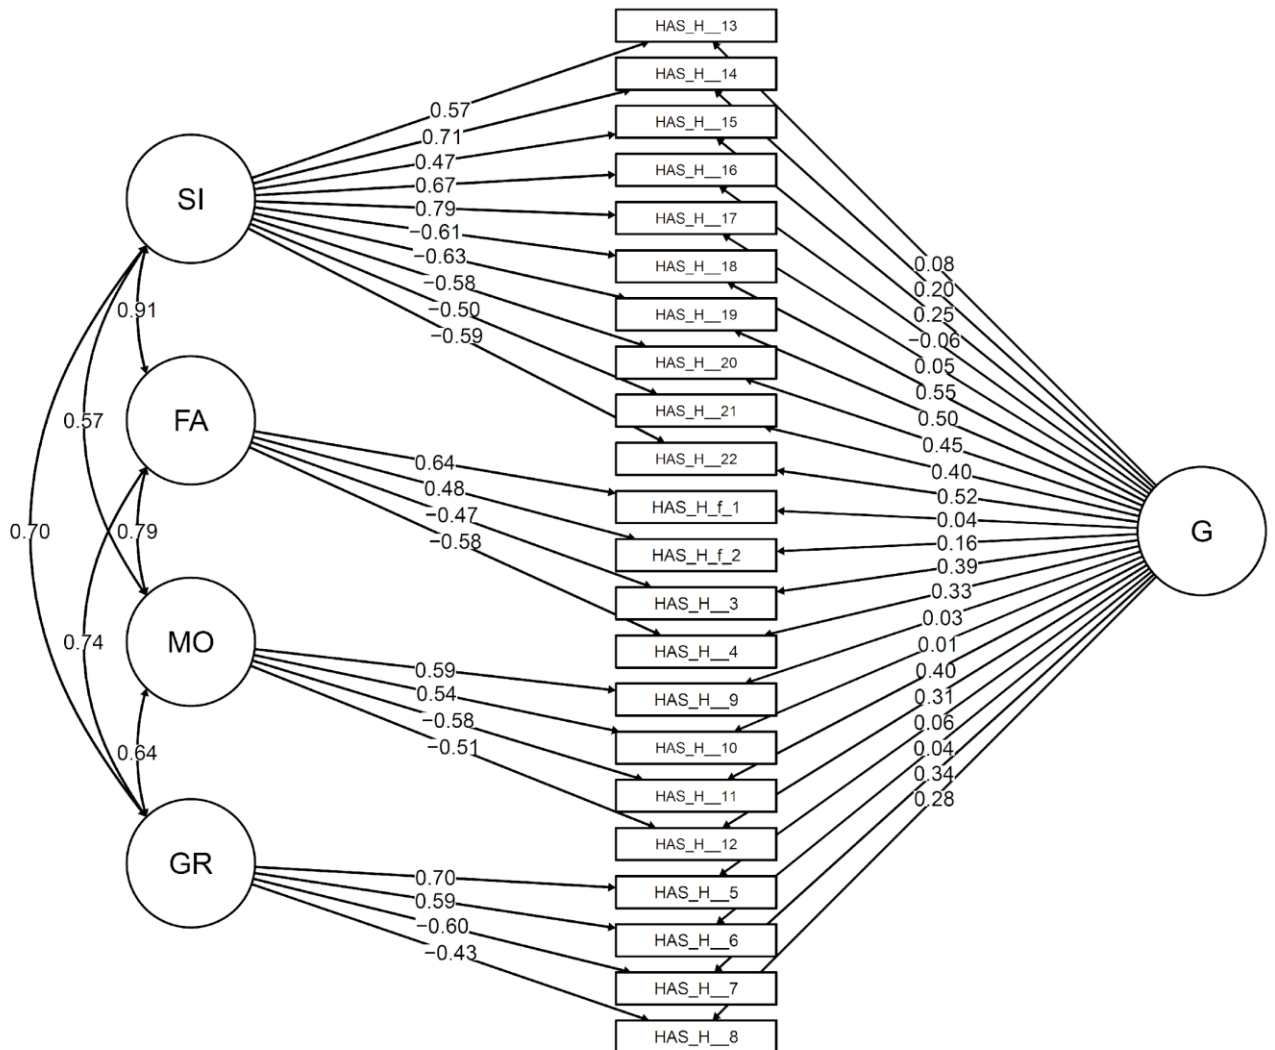 HAS_H__13
HAS_H__14
HAS_H__15
HAS_H__16
HAS_H__17
HAS_H__18
HAS_H__19
HAS_H__20
HAS_H__21
HAS_H__22
HAS_H_f_1
HAS_H_f_2
HAS_H__3
HAS_H__4
HAS_H__9
HAS_H__10
HAS_H__11
HAS_H__12
HAS_H__5
HAS_H__6
HAS_H__7
HAS_H__8
SI
FA
MO
GR
G
0.91
0.57
0.70
0.79
0.74
0.64
0.57
0.71
0.47
0.67
0.79
−0.61
−0.63
−0.58
−0.50
−0.59
0.64
0.48
−0.47
−0.58
0.59
0.54
−0.58
−0.51
0.70
0.59
−0.60
−0.43
0.08
0.20
0.25
−0.06
0.05
0.55
0.50
0.45
0.40
0.52
0.04
0.16
0.39
0.33
0.03
0.01
0.40
0.31
0.06
0.04
0.34
0.28